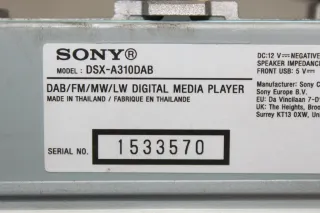 SONY®
MODEL: DSX-A310DAB
DAB/FM/MW/LW DIGITAL MEDIA PLAYER
MADE IN THAILAND / FABRIQUE EN THAILANDE
SERIAL NO. 1533570
DC:12 V ⎓ NEGATIVE
SPEAKER IMPEDANC
FRONT USB: 5 V ⎓
Manufacturer: Sony C
Sony Europe B.V.
EU: Da Vincilaan 7-D
UK: The Heights, Broo
Surrey KT13 0XW, Un